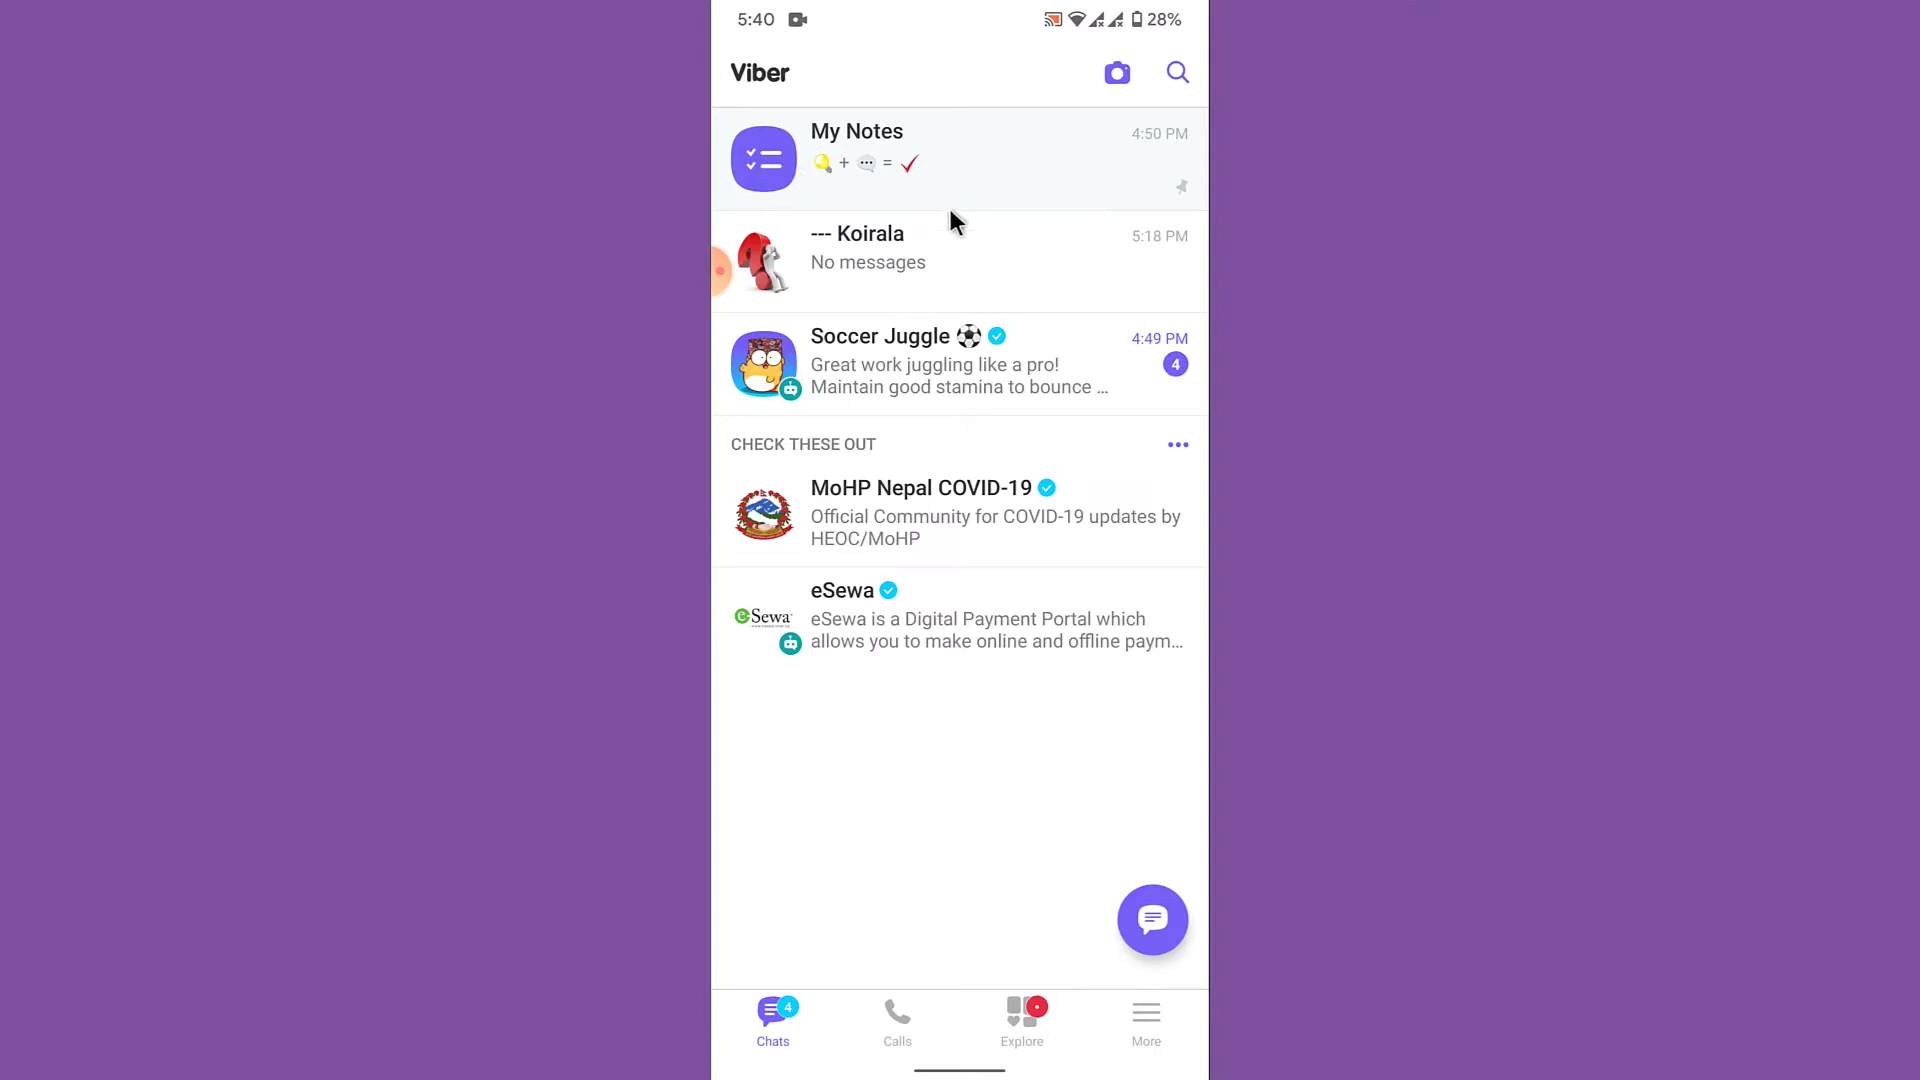 5:40
28%
Viber
My Notes
4:50 PM
+ = 
--- Koirala
5:18 PM
No messages
Soccer Juggle
4:49 PM
Great work juggling like a pro!
4
Maintain good stamina to bounce ...
CHECK THESE OUT
MoHP Nepal COVID-19
Official Community for COVID-19 updates by
HEOC/MoHP
eSewa
eSewa
eSewa is a Digital Payment Portal which
allows you to make online and offline paym...
4
Chats
Calls
Explore
More